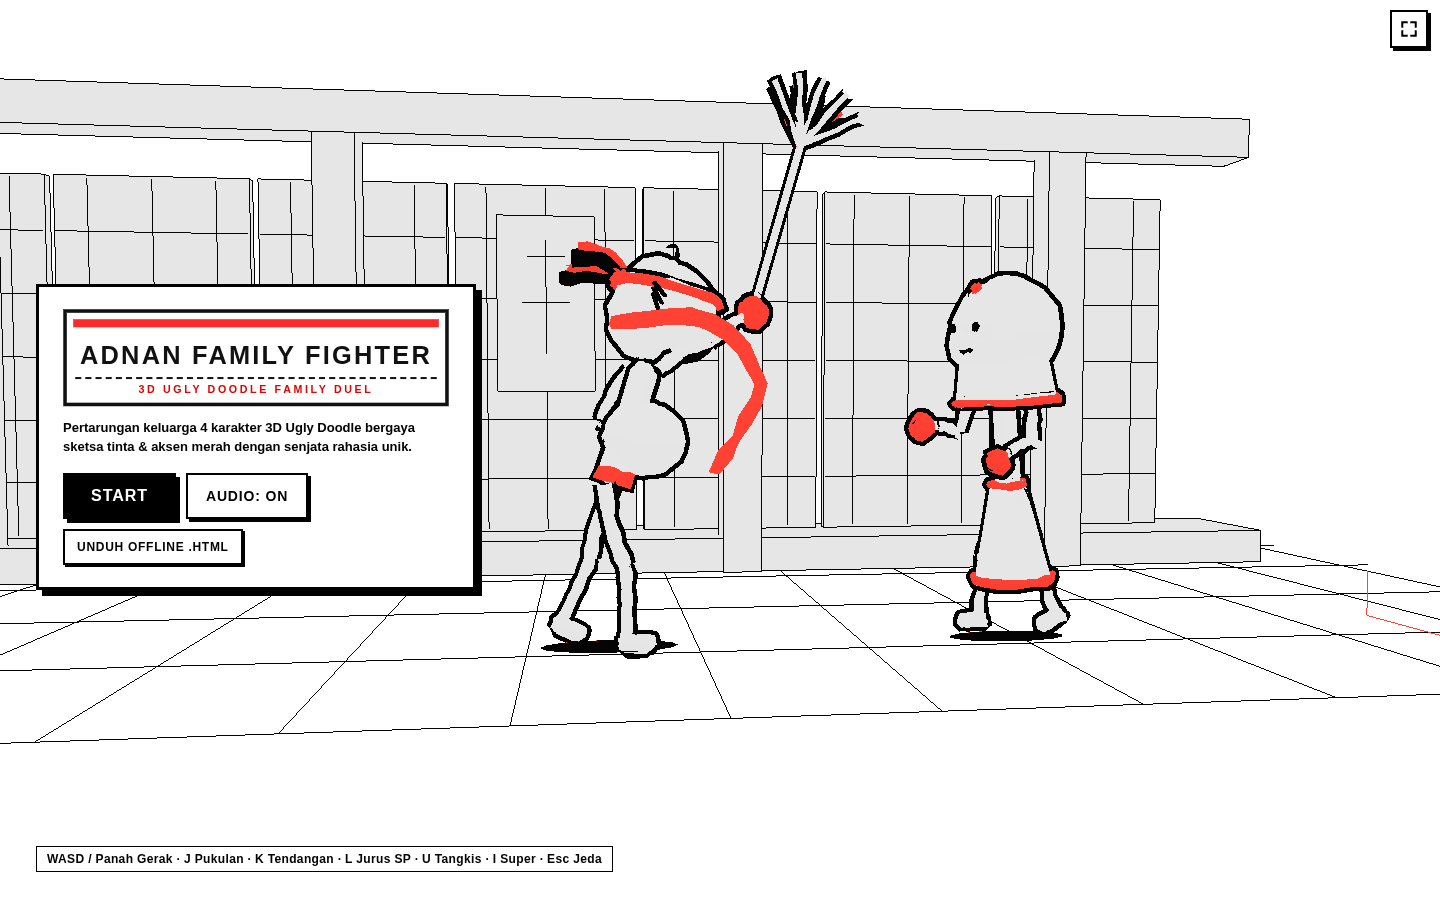 ADNAN FAMILY FIGHTER
3D UGLY DOODLE FAMILY DUEL
Pertarungan keluarga 4 karakter 3D Ugly Doodle bergaya
sketsa tinta & aksen merah dengan senjata rahasia unik.
START
AUDIO: ON
UNDUH OFFLINE .HTML
WASD / Panah Gerak · J Pukulan · K Tendangan · L Jurus SP · U Tangkis · I Super · Esc Jeda